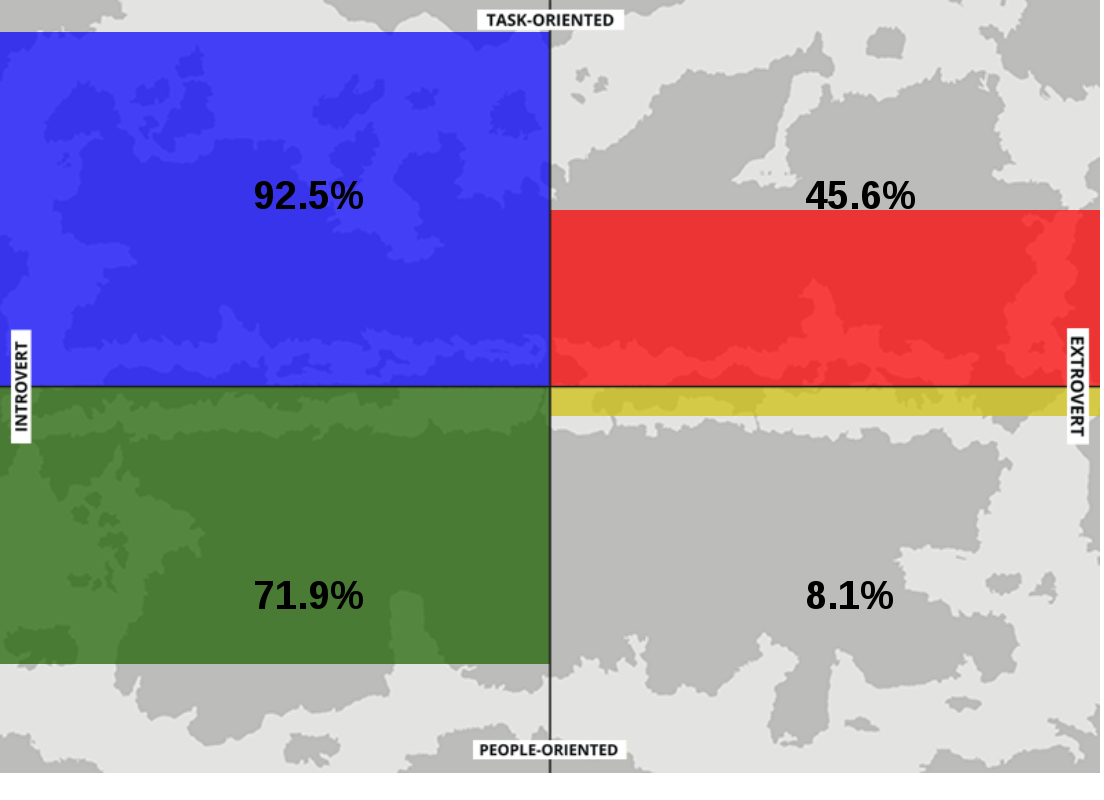 TASK-ORIENTED
92.5%
45.6%
INTROVERT
EXTROVERT
71.9%
8.1%
PEOPLE-ORIENTED